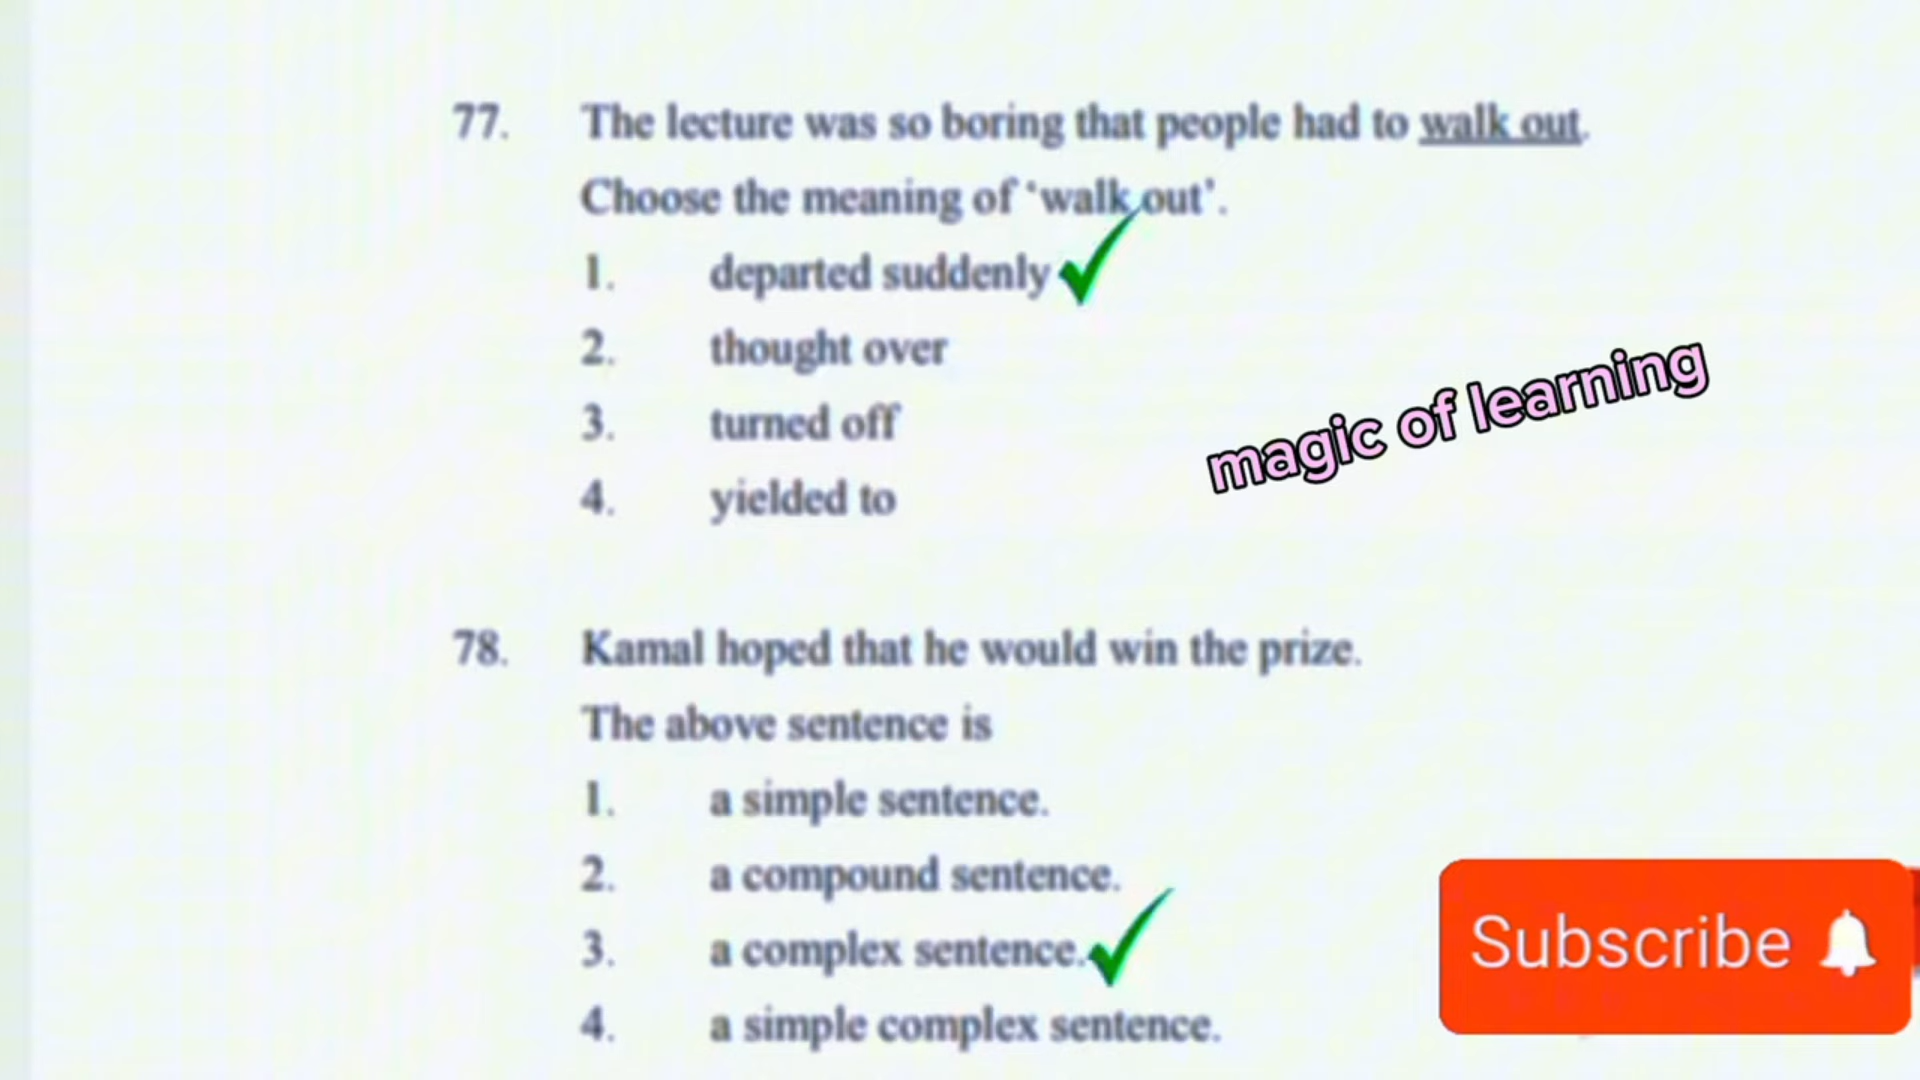 77. The lecture was so boring that people had to walk out.
Choose the meaning of ‘walk out’.
1. departed suddenly
2. thought over
3. turned off
4. yielded to
magic of learning
78. Kamal hoped that he would win the prize.
The above sentence is
1. a simple sentence.
2. a compound sentence.
3. a complex sentence.
4. a simple complex sentence.
Subscribe